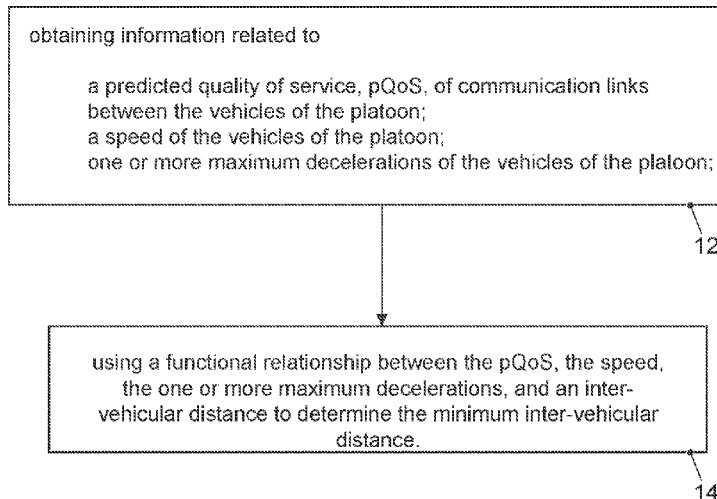 obtaining information related to
a predicted quality of service, pQoS, of communication links
between the vehicles of the platoon;
a speed of the vehicles of the platoon;
one or more maximum decelerations of the vehicles of the platoon;
12
using a functional relationship between the pQoS, the speed,
the one or more maximum decelerations, and an inter-
vehicular distance to determine the minimum inter-vehicular
distance.
14